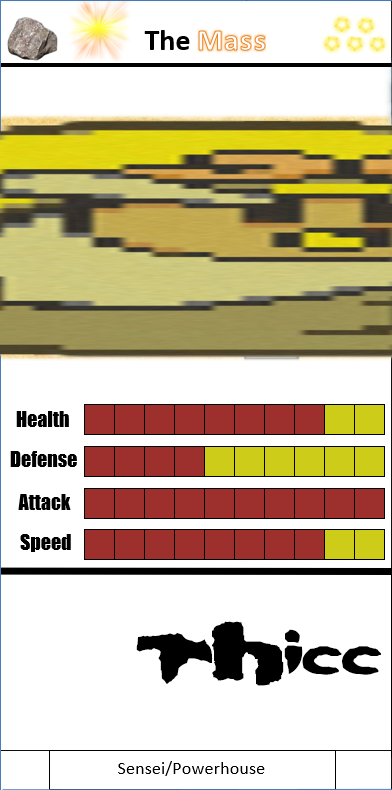 The Mass
Health
Defense
Attack
Speed
Thicc
Sensei/Powerhouse